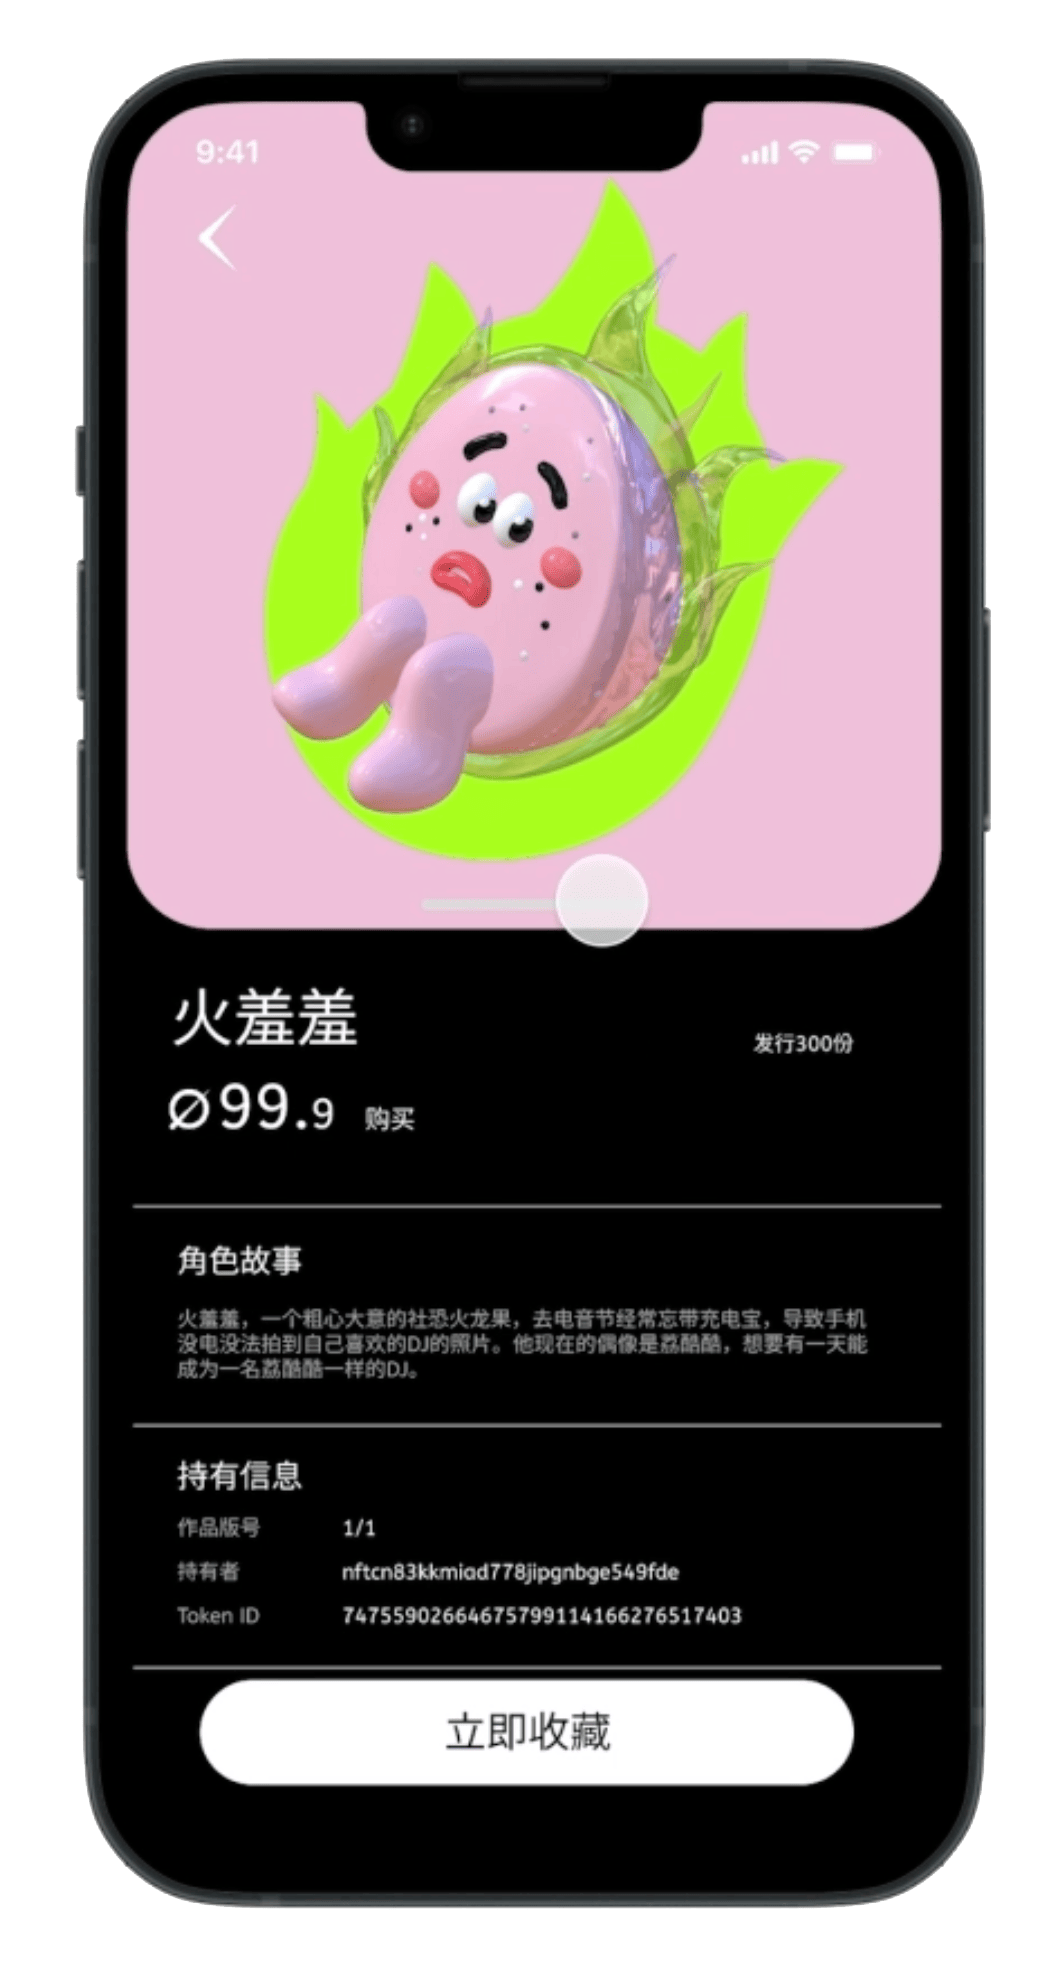 9:41
火羞羞
发行300份
⌀99.9 购买
角色故事
火羞羞，一个粗心大意的社恐火龙果，去电音节经常忘带充电宝，导致手机
没电没法拍到自己喜欢的DJ的照片。他现在的偶像是荔酷酷，想要有一天能
成为一名荔酷酷一样的DJ。
持有信息
作品版号 1/1
持有者 nftcn83kkmiad778jipgnbge549fde
Token ID 74755902664675799114166276517403
立即收藏